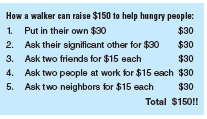 How a walker can raise $150 to help hungry people:
1. Put in their own $30 $30
2. Ask their significant other for $30 $30
3. Ask two friends for $15 each $30
4. Ask two people at work for $15 each $30
5. Ask two neighbors for $15 each $30
Total $150!!